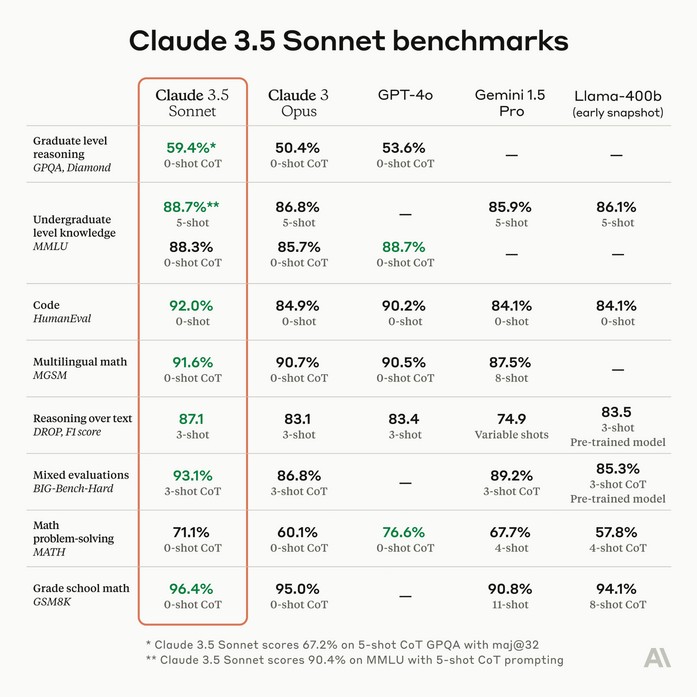 Claude 3.5 Sonnet benchmarks
Claude 3.5 Sonnet
Claude 3 Opus
GPT-4o
Gemini 1.5 Pro
Llama-400b (early snapshot)
Graduate level
reasoning
GPQA, Diamond
59.4%* 50.4% 53.6% — —
0-shot CoT 0-shot CoT 0-shot CoT
Undergraduate
level knowledge
MMLU
88.7%** 86.8% — 85.9% 86.1%
5-shot 5-shot 5-shot 5-shot
88.3% 85.7% 88.7% — —
0-shot CoT 0-shot CoT 0-shot CoT
Code
HumanEval
92.0% 84.9% 90.2% 84.1% 84.1%
0-shot 0-shot 0-shot 0-shot 0-shot
Multilingual math
MGSM
91.6% 90.7% 90.5% 87.5% —
0-shot CoT 0-shot CoT 0-shot CoT 8-shot
Reasoning over text
DROP, F1 score
87.1 83.1 83.4 74.9 83.5
3-shot 3-shot 3-shot Variable shots 3-shot
Pre-trained model
Mixed evaluations
BIG-Bench-Hard
93.1% 86.8% — 89.2% 85.3%
3-shot CoT 3-shot CoT 3-shot CoT 3-shot CoT
Pre-trained model
Math
problem-solving
MATH
71.1% 60.1% 76.6% 67.7% 57.8%
0-shot CoT 0-shot CoT 0-shot CoT 4-shot 4-shot CoT
Grade school math
GSM8K
96.4% 95.0% — 90.8% 94.1%
0-shot CoT 0-shot CoT 11-shot 8-shot CoT
* Claude 3.5 Sonnet scores 67.2% on 5-shot CoT GPQA with maj@32
** Claude 3.5 Sonnet scores 90.4% on MMLU with 5-shot CoT prompting
A\